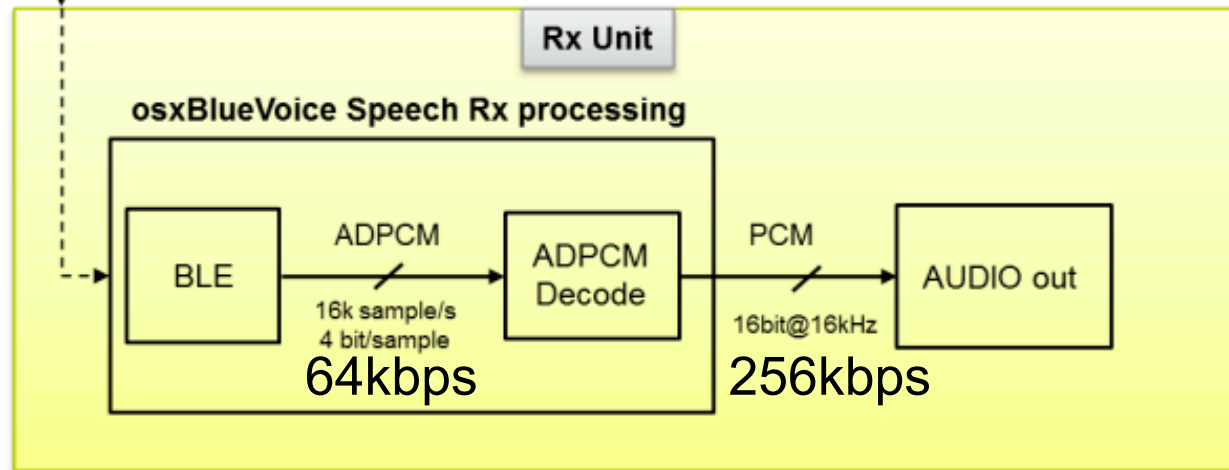 Rx Unit
osxBlueVoice Speech Rx processing
BLE
ADPCM
16k sample/s
4 bit/sample
64kbps
ADPCM
Decode
PCM
16bit@16kHz
256kbps
AUDIO out